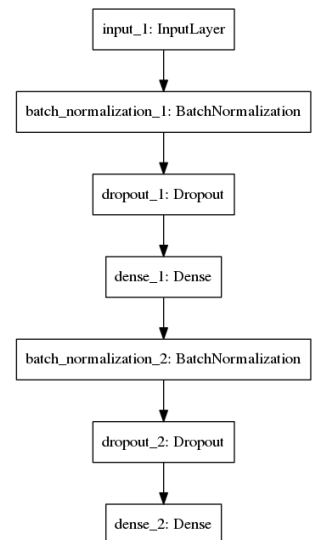 input_1: InputLayer
batch_normalization_1: BatchNormalization
dropout_1: Dropout
dense_1: Dense
batch_normalization_2: BatchNormalization
dropout_2: Dropout
dense_2: Dense